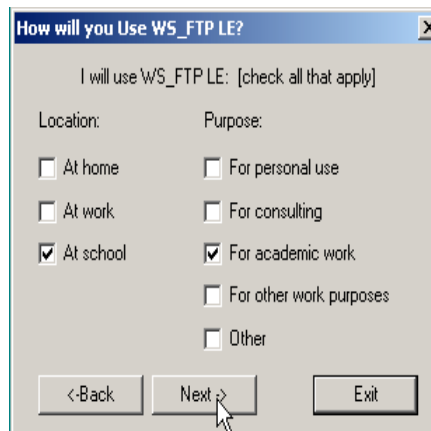 How will you Use WS_FTP LE?
I will use WS_FTP LE: [check all that apply]
Location: Purpose:
At home For personal use
At work For consulting
At school For academic work
For other work purposes
Other
<-Back Next -> Exit